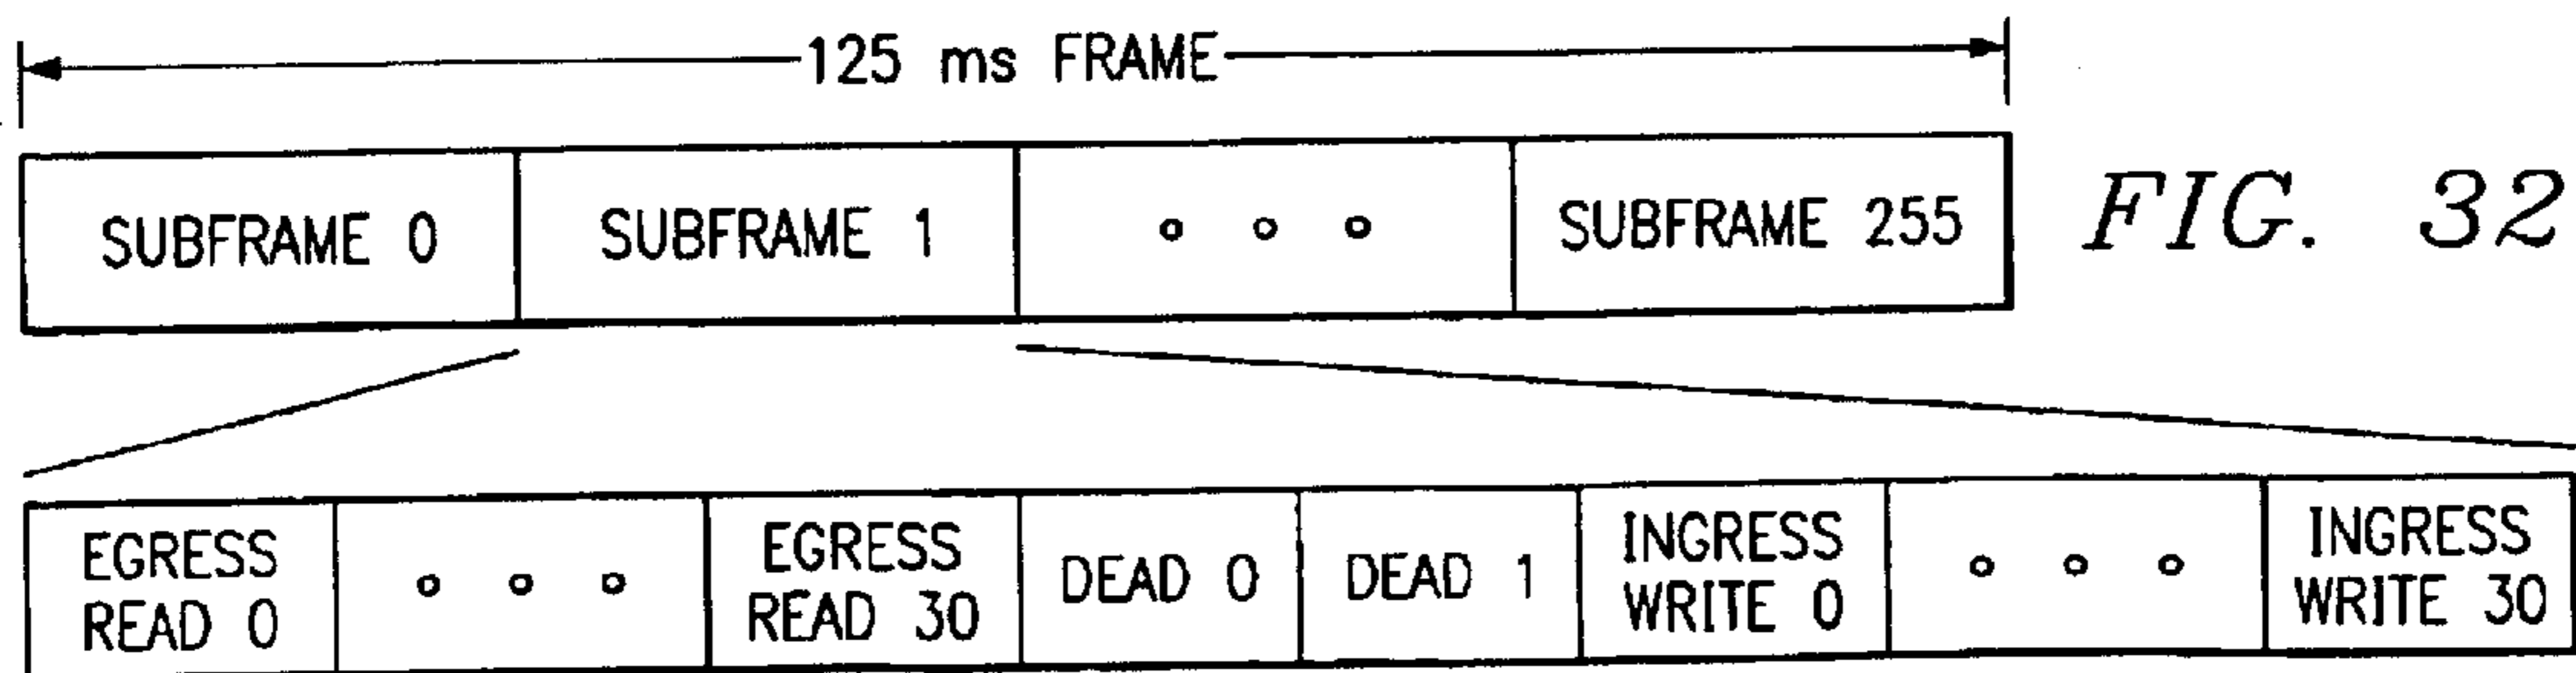 125 ms FRAME
SUBFRAME 0 SUBFRAME 1 SUBFRAME 255
FIG. 32
EGRESS READ 0
EGRESS READ 30
DEAD 0
DEAD 1
INGRESS WRITE 0
INGRESS WRITE 30